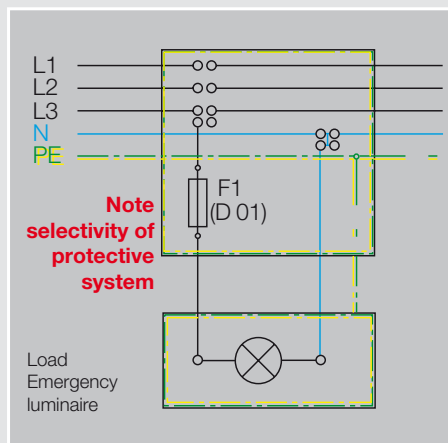 L1
L2
L3
N
PE
F1
(D 01)
Note
selectivity of
protective
system
Load
Emergency
luminaire